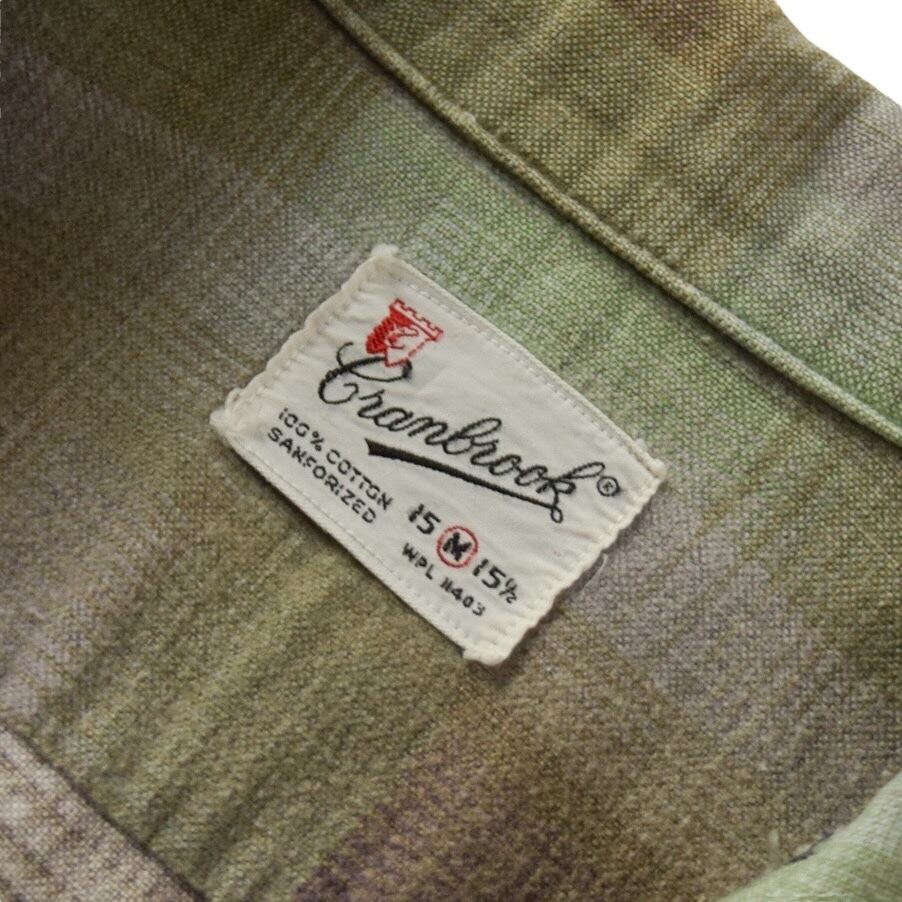 Cranbrook®
100% COTTON
SANFORIZED
15 M 15½
WPL 11403